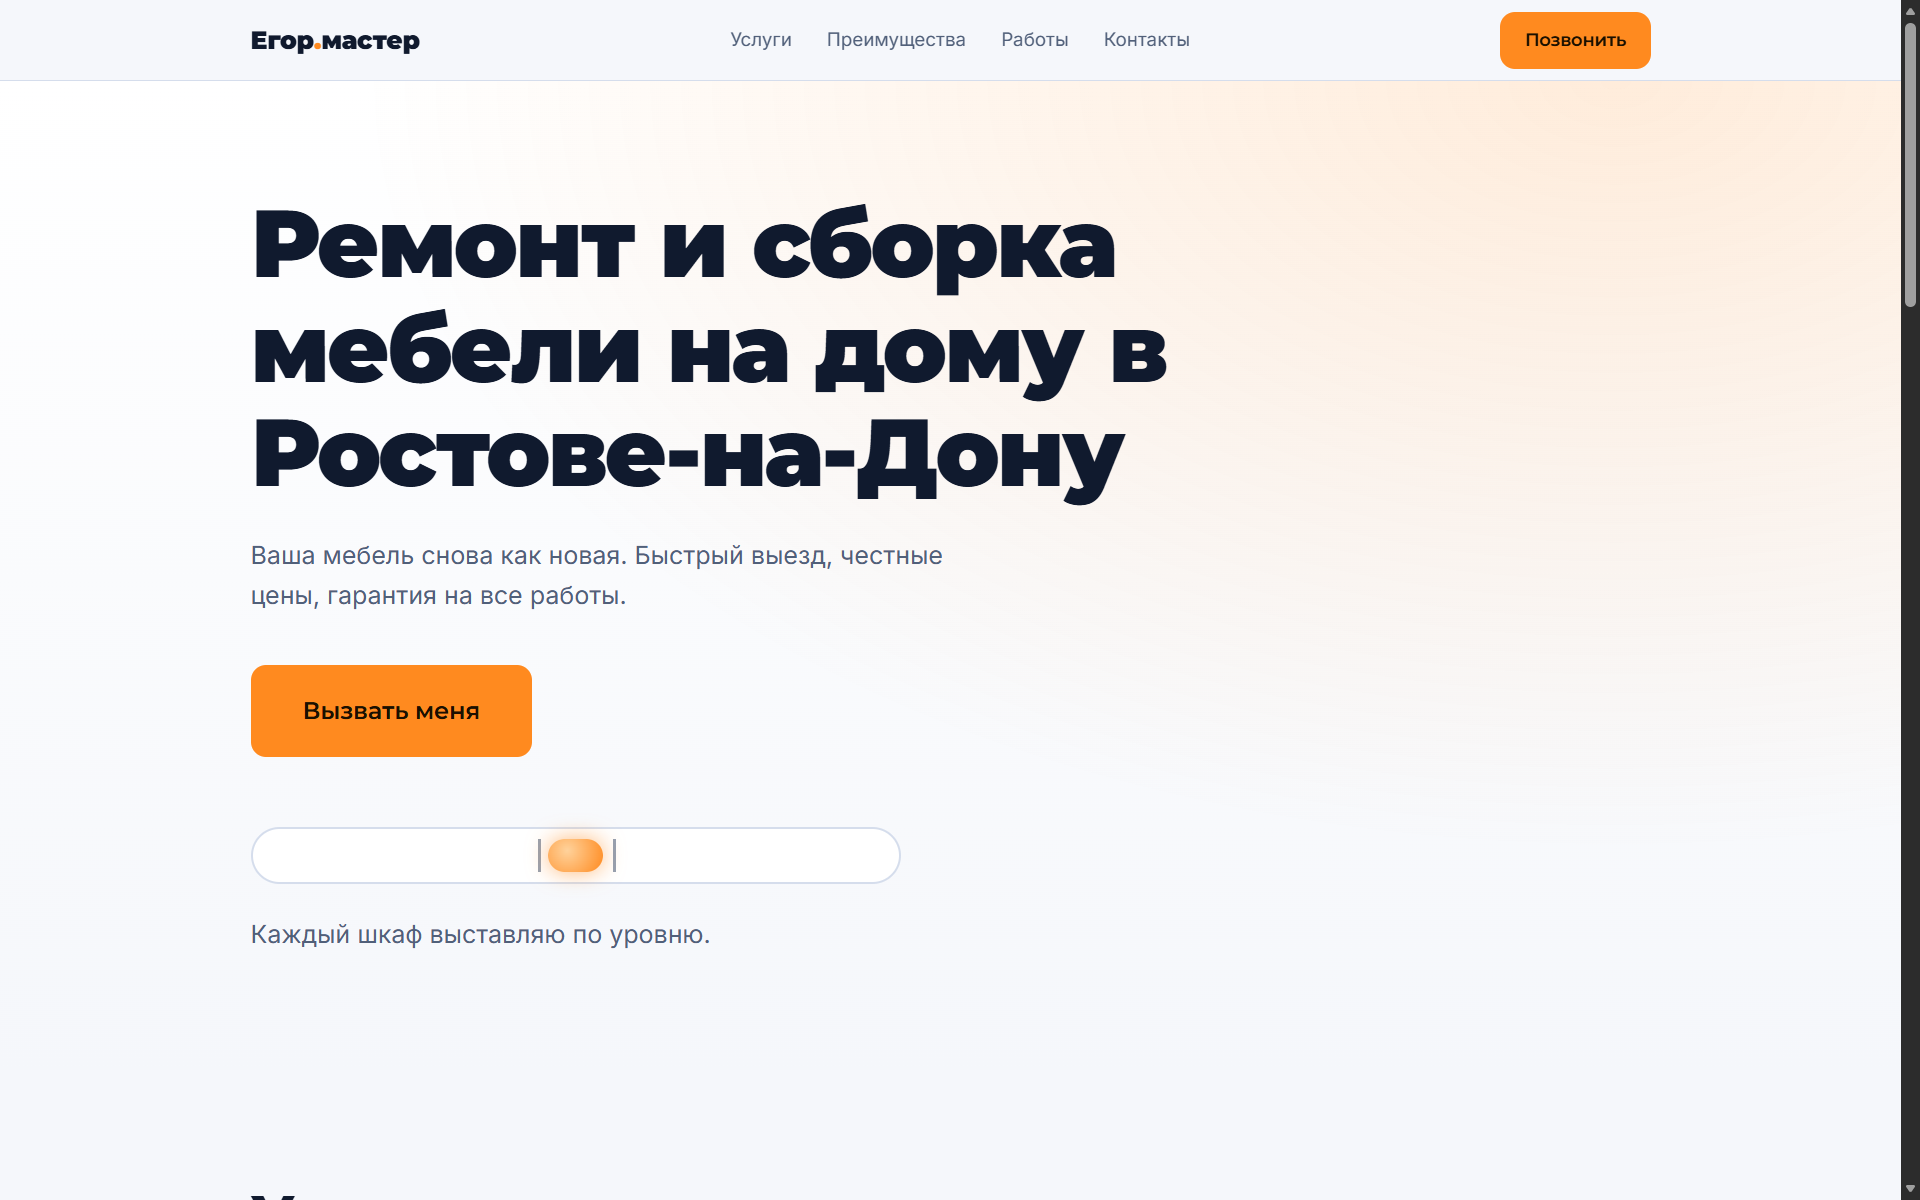 Егор.мастер
Услуги
Преимущества
Работы
Контакты
Позвонить
Ремонт и сборка
мебели на дому в
Ростове-на-Дону
Ваша мебель снова как новая. Быстрый выезд, честные
цены, гарантия на все работы.
Вызвать меня
Каждый шкаф выставляю по уровню.